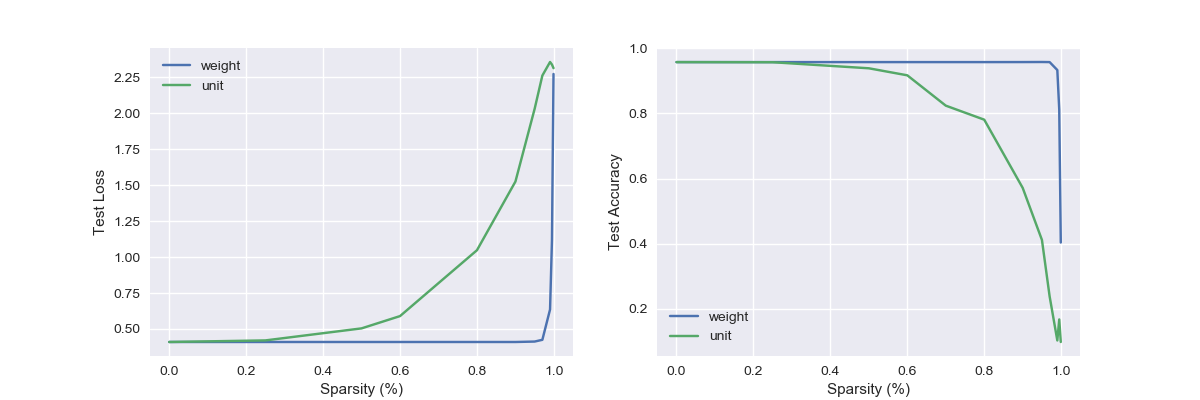 weight
unit
2.25
2.00
1.75
1.50
1.25
1.00
0.75
0.50
Test Loss
0.0 0.2 0.4 0.6 0.8 1.0
Sparsity (%)
1.0
0.8
0.6
0.4
0.2
Test Accuracy
weight
unit
0.0 0.2 0.4 0.6 0.8 1.0
Sparsity (%)